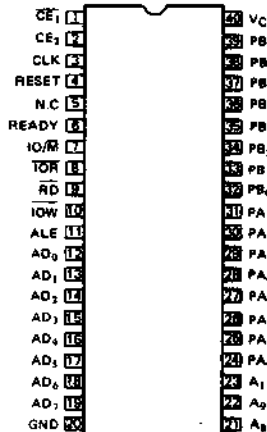 CE₁ 1
CE₂ 2
CLK 3
RESET 4
N.C 5
READY 6
IO/M 7
IOR 8
RD 9
IOW 10
ALE 11
AD₀ 12
AD₁ 13
AD₂ 14
AD₃ 15
AD₄ 16
AD₅ 17
AD₆ 18
AD₇ 19
GND 20
40 VC
39 PB
38 PB
37 PB
36 PB
35 PB
34 PB
33 PB
32 PB
31 PA
30 PA
29 PA
28 PA
27 PA
26 PA
25 PA
24 PA
23 A₁
22 A₉
21 A₈